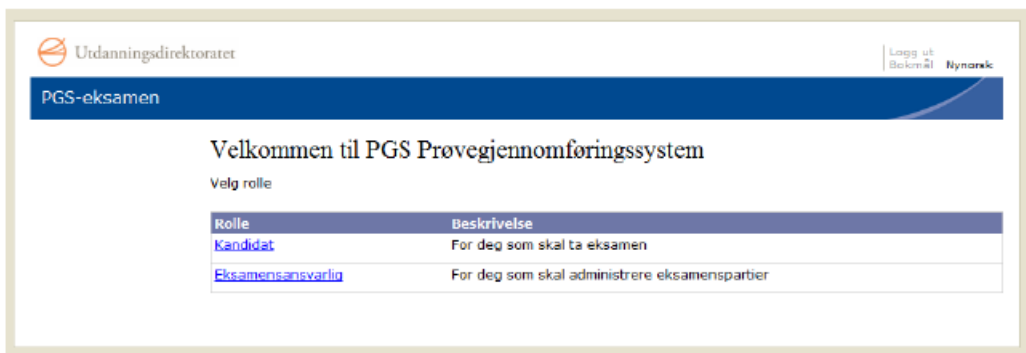 Utdanningsdirektoratet
Logg ut
Bokmål Nynorsk
PGS-eksamen
Velkommen til PGS Prøvegjennomføringssystem
Velg rolle
Rolle Beskrivelse
Kandidat For deg som skal ta eksamen
Eksamensansvarlig For deg som skal administrere eksamenspartier